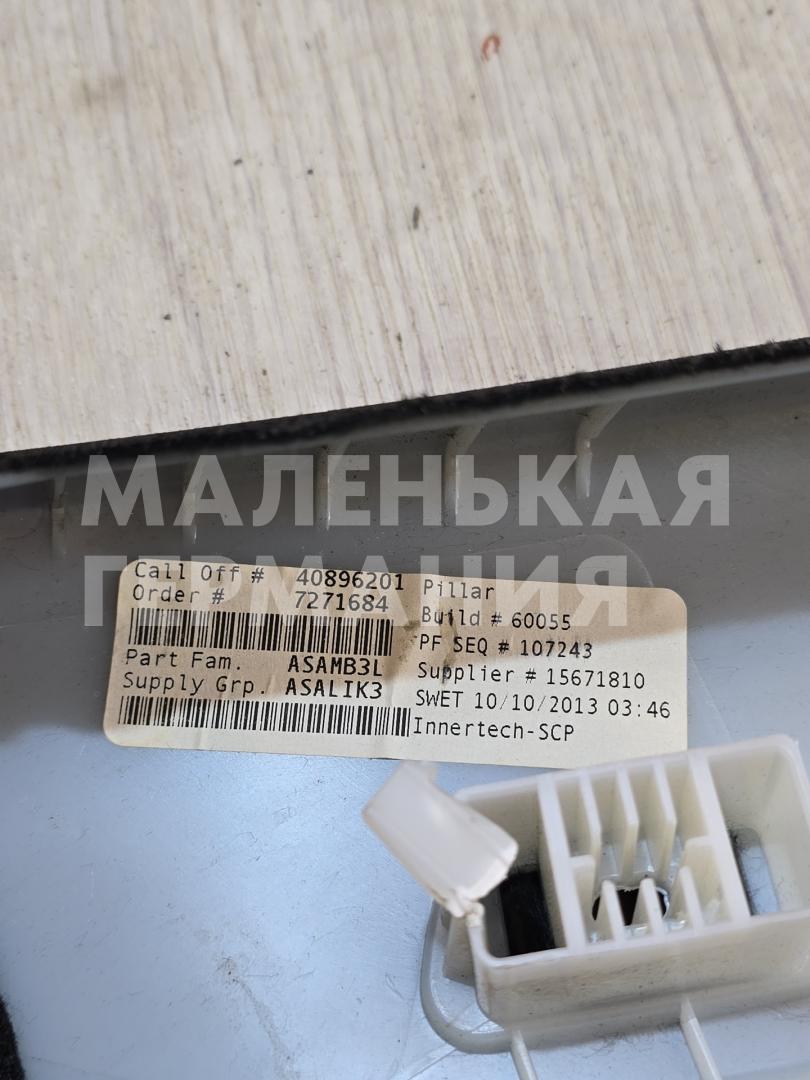 МАЛЕНЬКАЯ
ГЕРМАНИЯ
Call Off # 40896201
Order # 7271684
Part Fam. ASAMB3L
Supply Grp. ASALIK3
Pillar
Build # 60055
PF SEQ # 107243
Supplier # 15671810
SWET 10/10/2013 03:46
Innertech-SCP